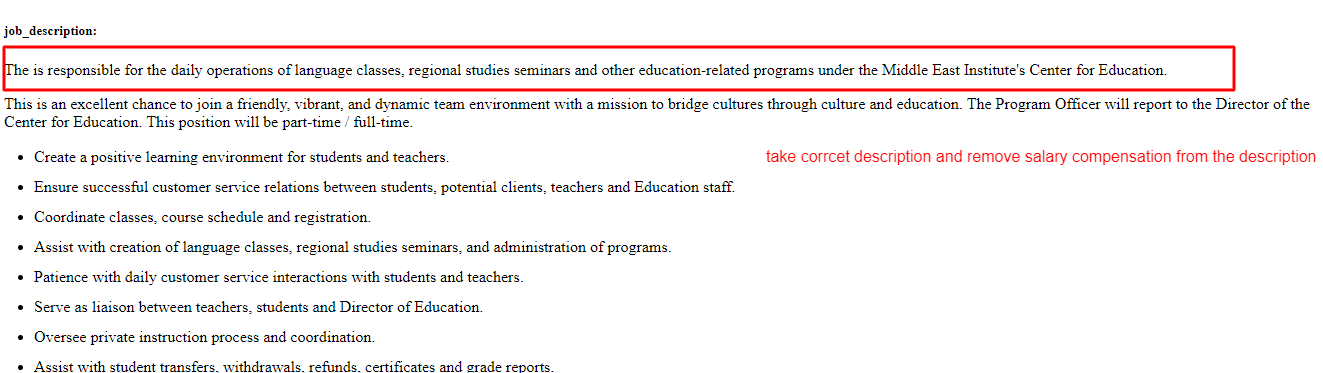 job_description:
The is responsible for the daily operations of language classes, regional studies seminars and other education-related programs under the Middle East Institute's Center for Education.
This is an excellent chance to join a friendly, vibrant, and dynamic team environment with a mission to bridge cultures through culture and education. The Program Officer will report to the Director of the
Center for Education. This position will be part-time / full-time.
• Create a positive learning environment for students and teachers.
take corrcet description and remove salary compensation from the description
• Ensure successful customer service relations between students, potential clients, teachers and Education staff.
• Coordinate classes, course schedule and registration.
• Assist with creation of language classes, regional studies seminars, and administration of programs.
• Patience with daily customer service interactions with students and teachers.
• Serve as liaison between teachers, students and Director of Education.
• Oversee private instruction process and coordination.
• Assist with student transfers, withdrawals, refunds, certificates and grade reports.